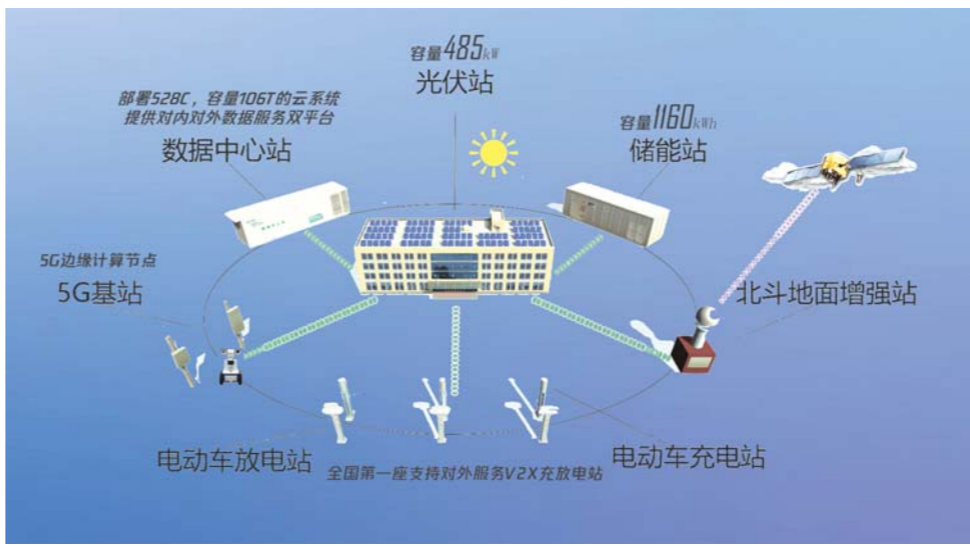 容量485kW
光伏站
部署528C，容量106T的云系统
提供对内对外数据服务双平台
数据中心站
容量1160kWh
储能站
5G边缘计算节点
5G基站
北斗地面增强站
电动车放电站
全国第一座支持对外服务V2X充放电站
电动车充电站